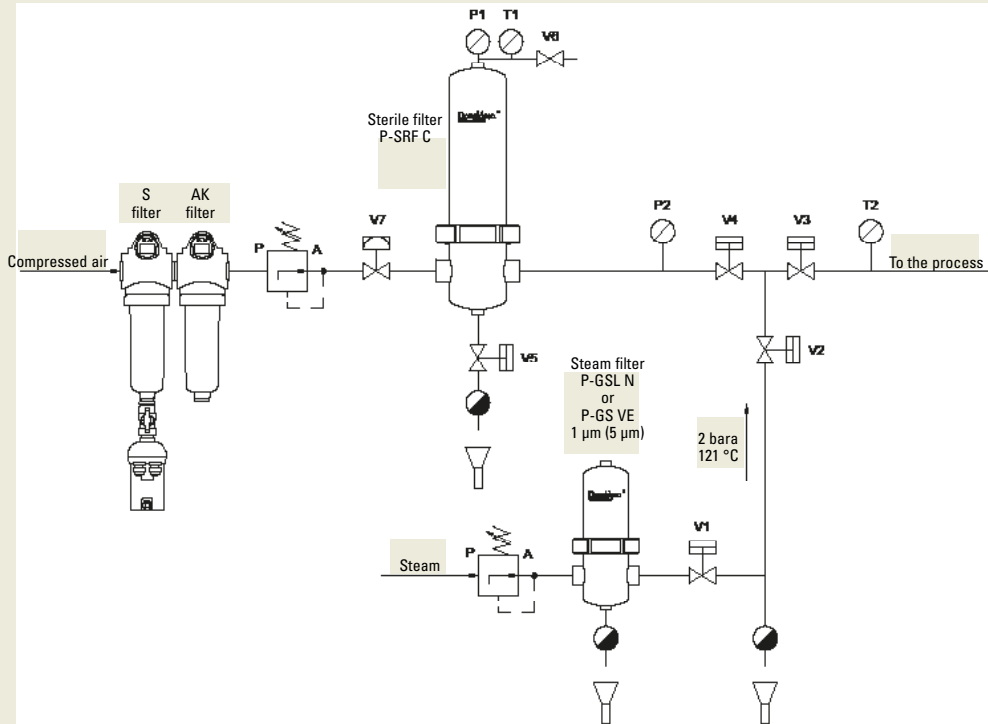 P1 T1
V6
Sterile filter
P-SRF C
S
filter
AK
filter
P A
V7
P2
V4
V3
T2
Compressed air
To the process
V5
V2
Steam filter
P-GSL N
or
P-GS VE
1 µm (5 µm)
2 bara
121 °C
P A
V1
Steam